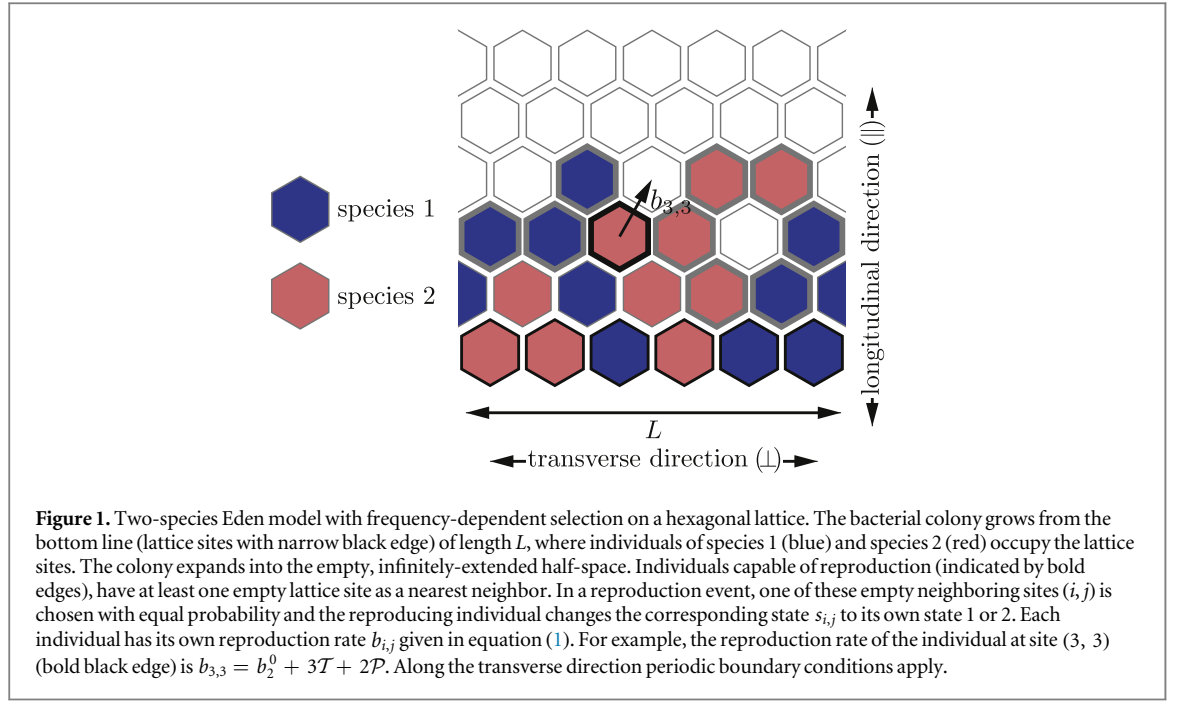 species 1
species 2
b3,3
longitudinal direction (||)
L
transverse direction (⊥)
Figure 1. Two-species Eden model with frequency-dependent selection on a hexagonal lattice. The bacterial colony grows from the
bottom line (lattice sites with narrow black edge) of length L, where individuals of species 1 (blue) and species 2 (red) occupy the lattice
sites. The colony expands into the empty, infinitely-extended half-space. Individuals capable of reproduction (indicated by bold
edges), have at least one empty lattice site as a nearest neighbor. In a reproduction event, one of these empty neighboring sites (i, j) is
chosen with equal probability and the reproducing individual changes the corresponding state s_{i,j} to its own state 1 or 2. Each
individual has its own reproduction rate b_{i,j} given in equation (1). For example, the reproduction rate of the individual at site (3, 3)
(bold black edge) is b_{3,3} = b_2^0 + 3𝒯 + 2𝒫. Along the transverse direction periodic boundary conditions apply.